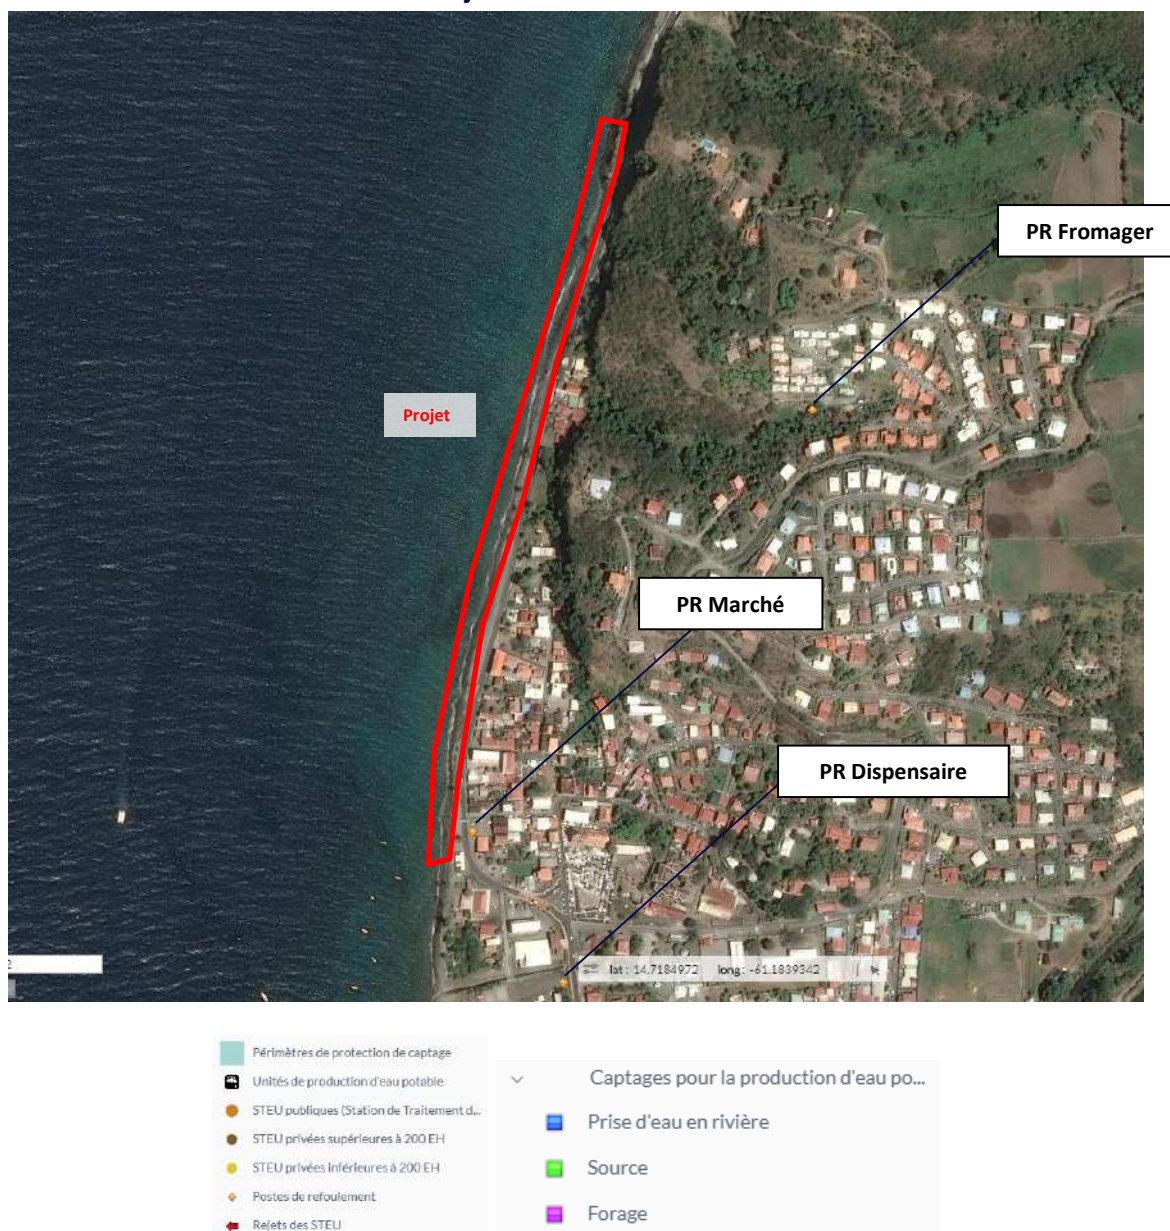 PR Fromager
Projet
PR Marché
PR Dispensaire
lat : 14.7184972 long : -61.1839342
Périmètres de protection de captage
Unités de production d'eau potable
STEU publiques (Station de Traitement d...
STEU privées supérieures à 200 EH
STEU privées inférieures à 200 EH
Postes de refoulement
Rejets des STEU
Captages pour la production d'eau po...
Prise d'eau en rivière
Source
Forage